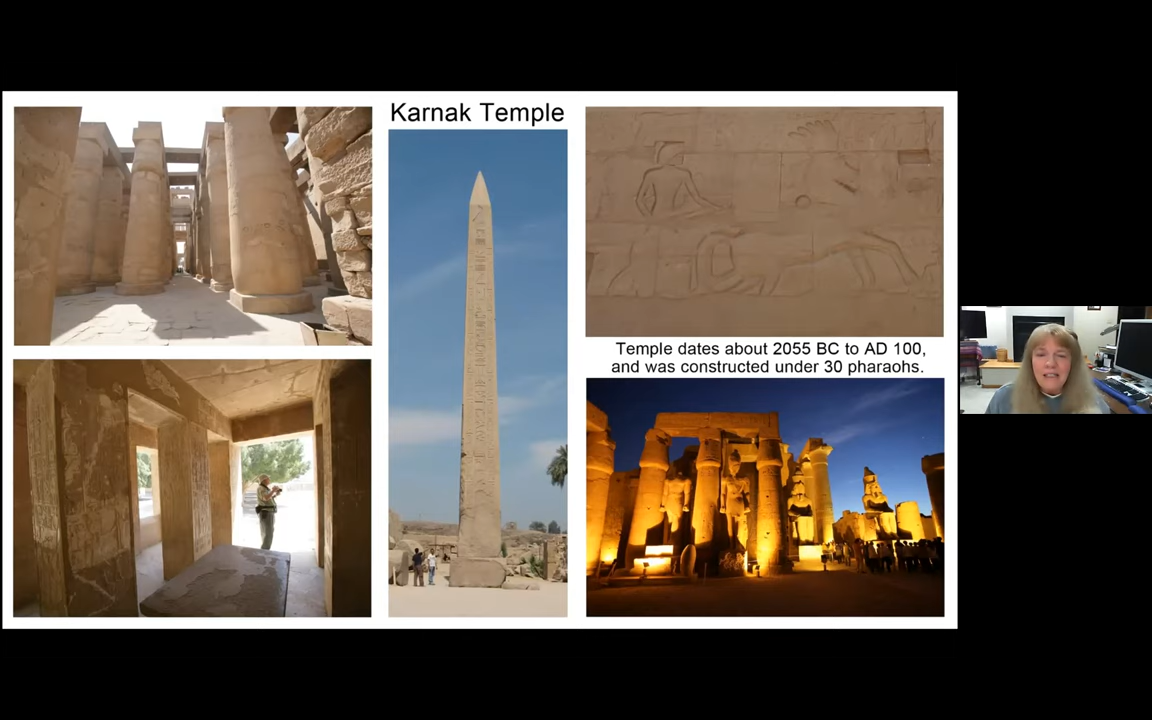 Karnak Temple
Temple dates about 2055 BC to AD 100,
and was constructed under 30 pharaohs.